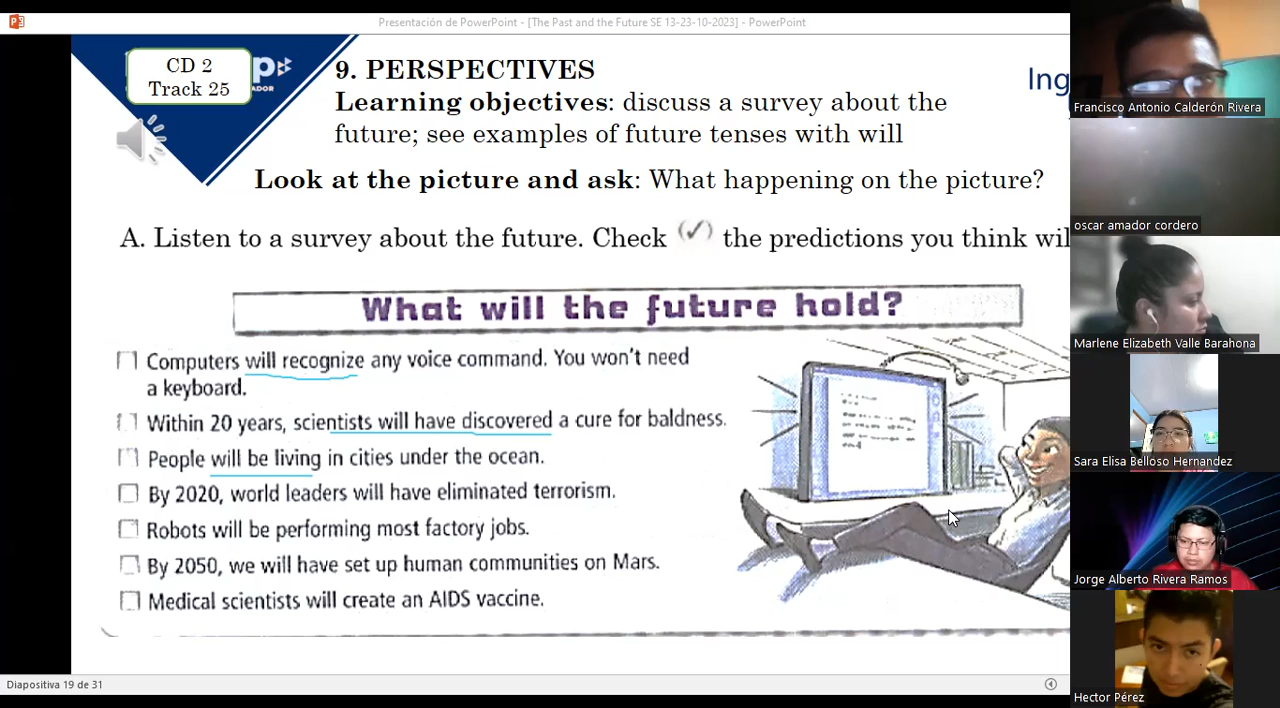 Presentación de PowerPoint - [The Past and the Future SE 13-23-10-2023] - PowerPoint
CD 2
Track 25
9. PERSPECTIVES
Ing
Learning objectives: discuss a survey about the
future; see examples of future tenses with will
Look at the picture and ask: What happening on the picture?
A. Listen to a survey about the future. Check (✓) the predictions you think wil
What will the future hold?
Computers will recognize any voice command. You won't need
a keyboard.
Within 20 years, scientists will have discovered a cure for baldness.
People will be living in cities under the ocean.
By 2020, world leaders will have eliminated terrorism.
Robots will be performing most factory jobs.
By 2050, we will have set up human communities on Mars.
Medical scientists will create an AIDS vaccine.
Diapositiva 19 de 31
Francisco Antonio Calderón Rivera
oscar amador cordero
Marlene Elizabeth Valle Barahona
Sara Elisa Belloso Hernandez
Jorge Alberto Rivera Ramos
Hector Pérez